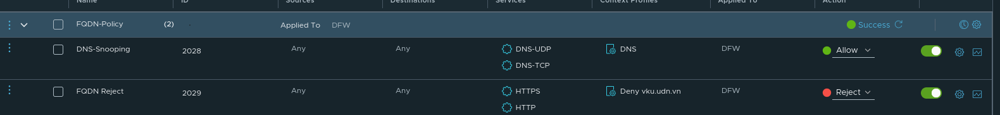 Name ID Sources Destinations Services Context Profiles Applied To Action
FQDN-Policy (2) Applied To DFW Success
DNS-Snooping 2028 Any Any DNS-UDP DNS DFW Allow
DNS-TCP
FQDN Reject 2029 Any Any HTTPS Deny vku.udn.vn DFW Reject
HTTP